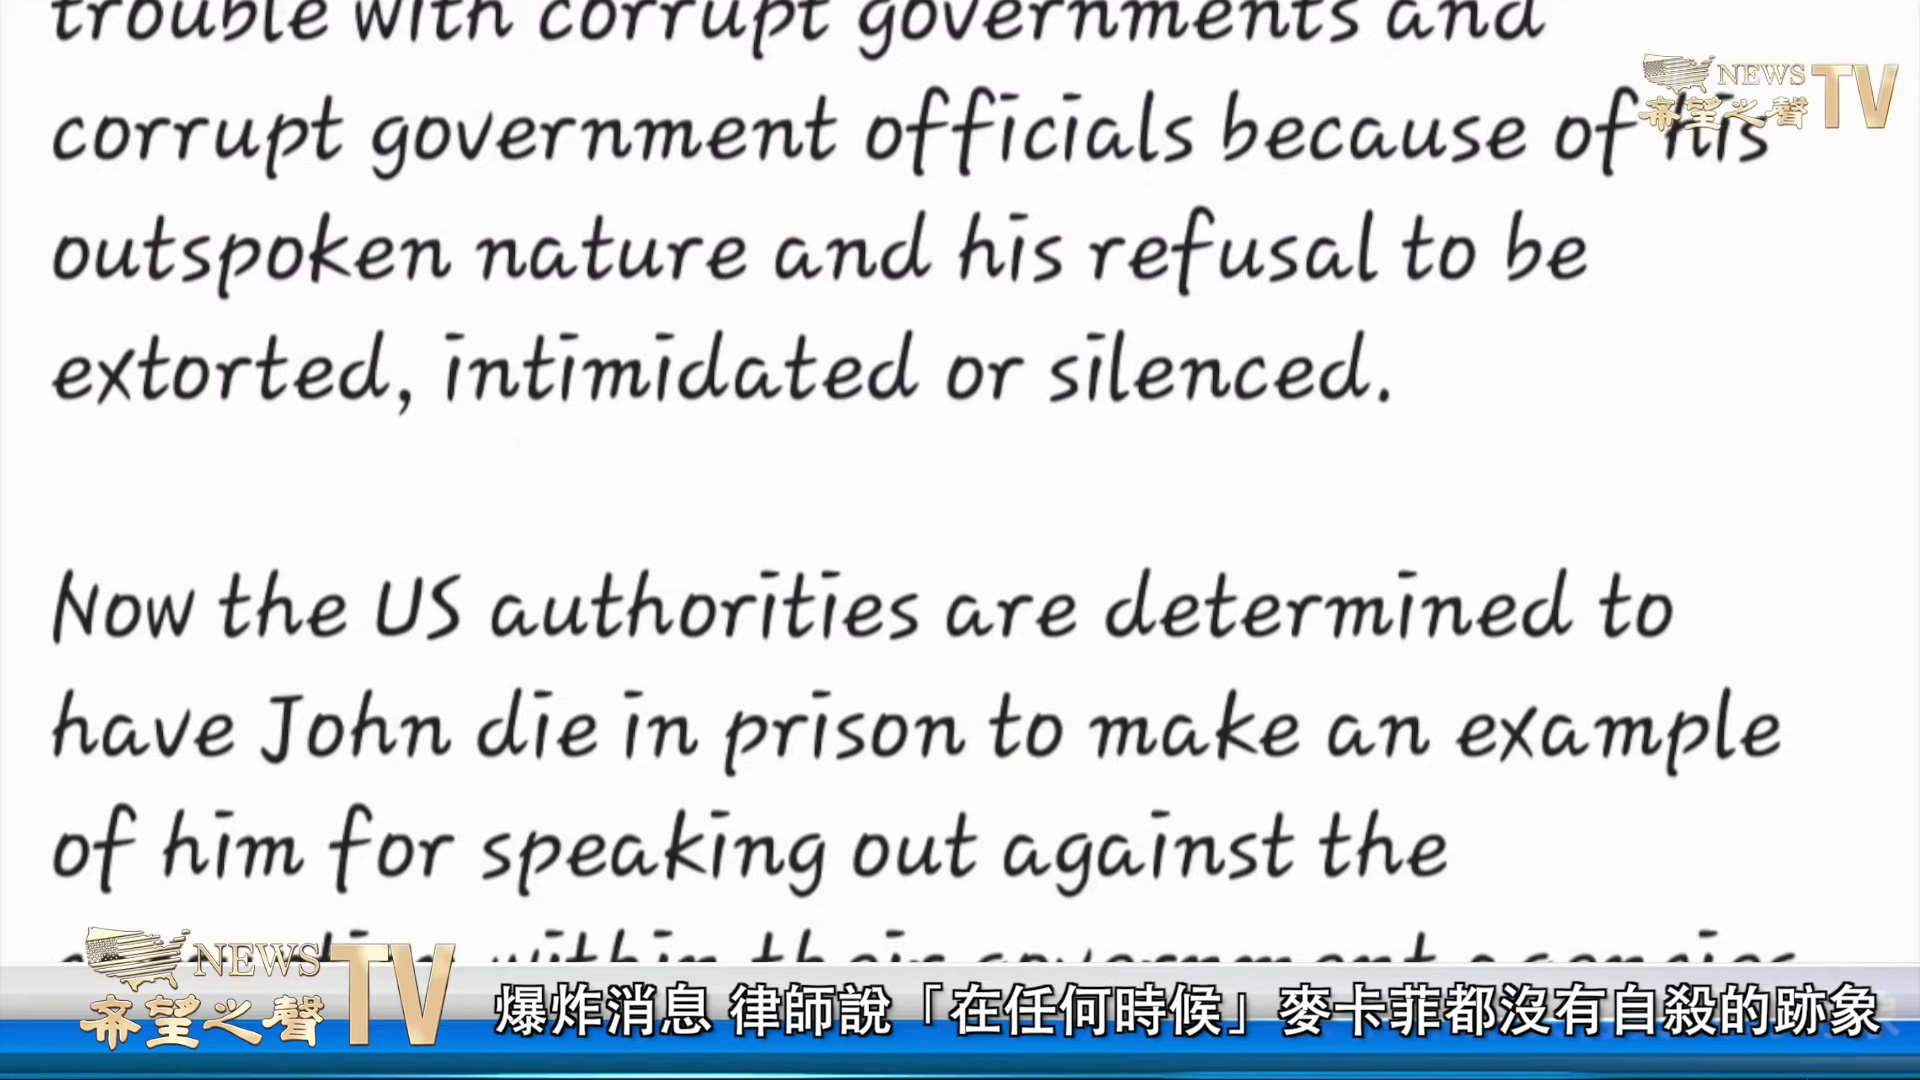 trouble with corrupt governments and
NEWS TV
希望之聲
corrupt government officials because of his
outspoken nature and his refusal to be
extorted, intimidated or silenced.
Now the US authorities are determined to
have John die in prison to make an example
of him for speaking out against the
within their government agencies
NEWS TV
希望之聲
爆炸消息 律師說「在任何時候」麥卡菲都沒有自殺的跡象